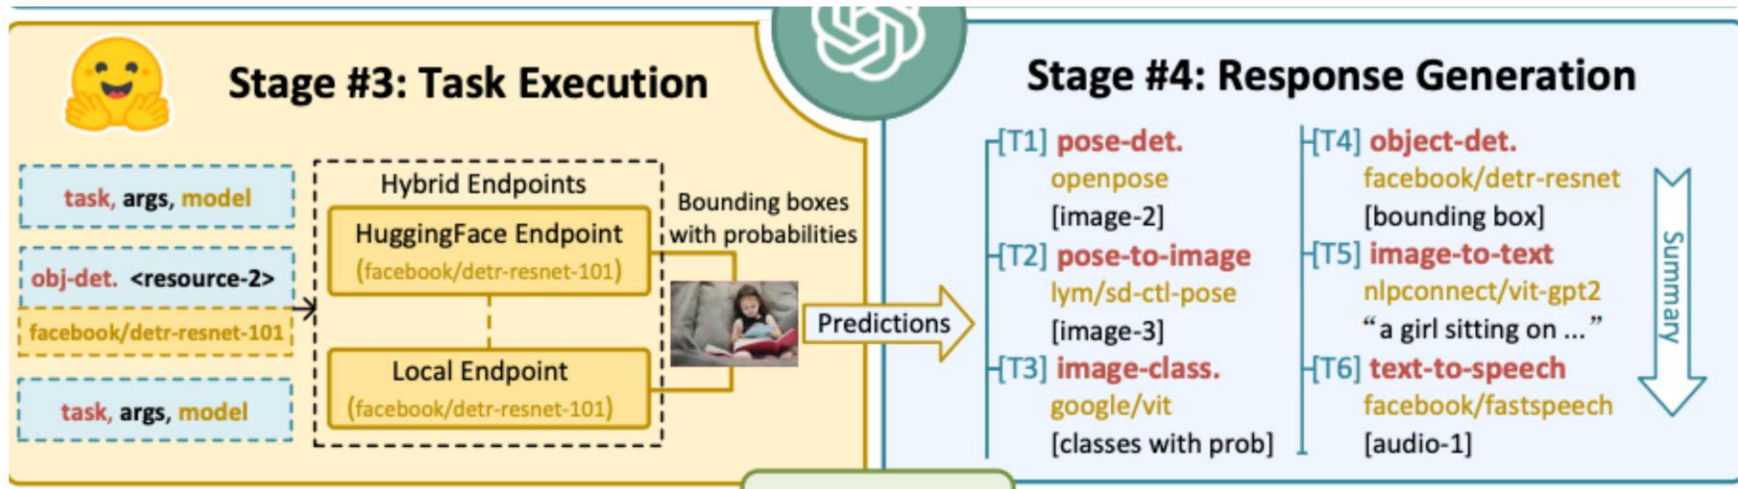 Stage #3: Task Execution
task, args, model
obj-det. <resource-2>
facebook/detr-resnet-101
task, args, model
Hybrid Endpoints
HuggingFace Endpoint
(facebook/detr-resnet-101)
Local Endpoint
(facebook/detr-resnet-101)
Bounding boxes
with probabilities
Predictions
Stage #4: Response Generation
[T1] pose-det.
openpose
[image-2]
[T2] pose-to-image
lym/sd-ctl-pose
[image-3]
[T3] image-class.
google/vit
[classes with prob]
[T4] object-det.
facebook/detr-resnet
[bounding box]
[T5] image-to-text
nlpconnect/vit-gpt2
“a girl sitting on ...”
[T6] text-to-speech
facebook/fastspeech
[audio-1]
Summary